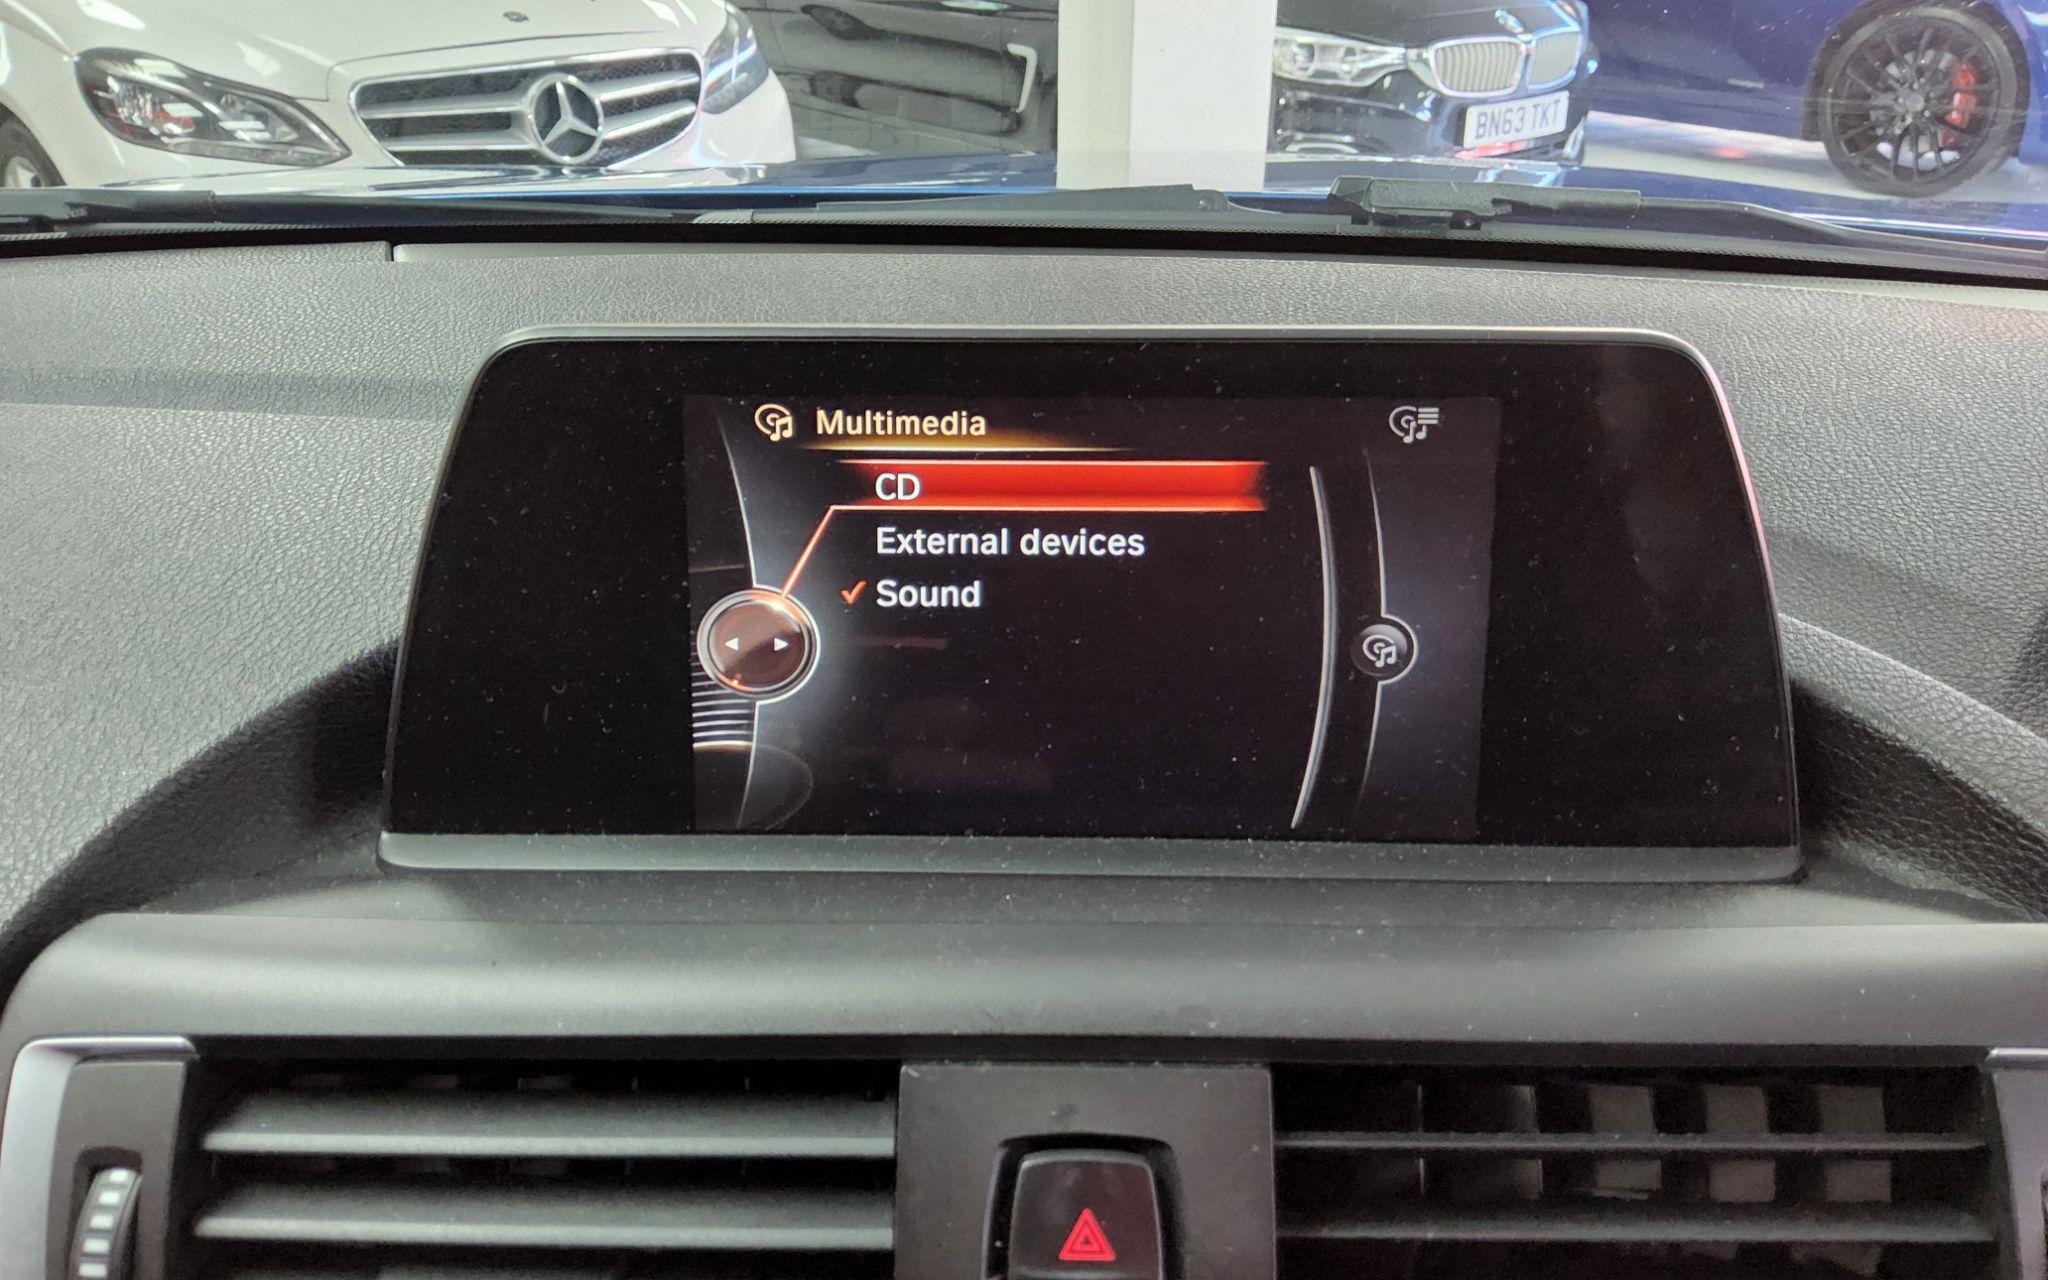 BN63 TKT
Multimedia
CD
External devices
Sound